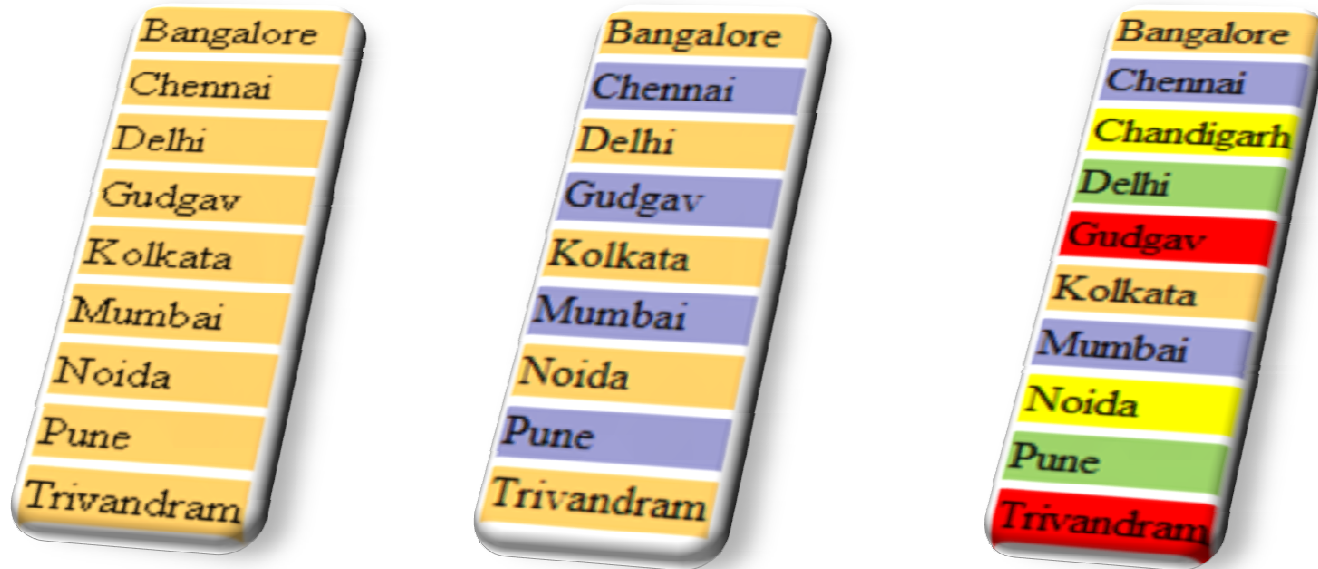 Bangalore
Chennai
Delhi
Gudgav
Kolkata
Mumbai
Noida
Pune
Trivandram
Bangalore
Chennai
Delhi
Gudgav
Kolkata
Mumbai
Noida
Pune
Trivandram
Bangalore
Chennai
Chandigarh
Delhi
Gudgav
Kolkata
Mumbai
Noida
Pune
Trivandram